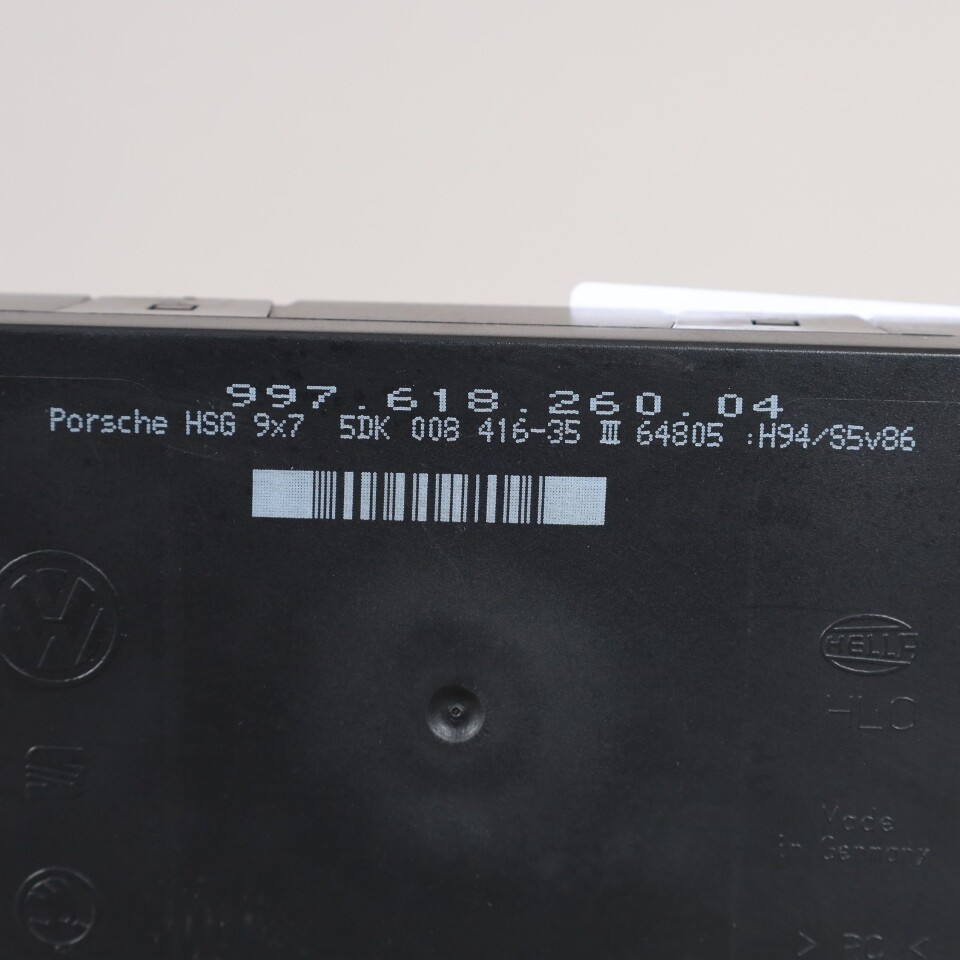 997.618.260.04
Porsche HSG 9x7 5DK 008 416-35 III 64805 :H94/S5v86
HELLA
HLC
Made
in Germany
> PC <